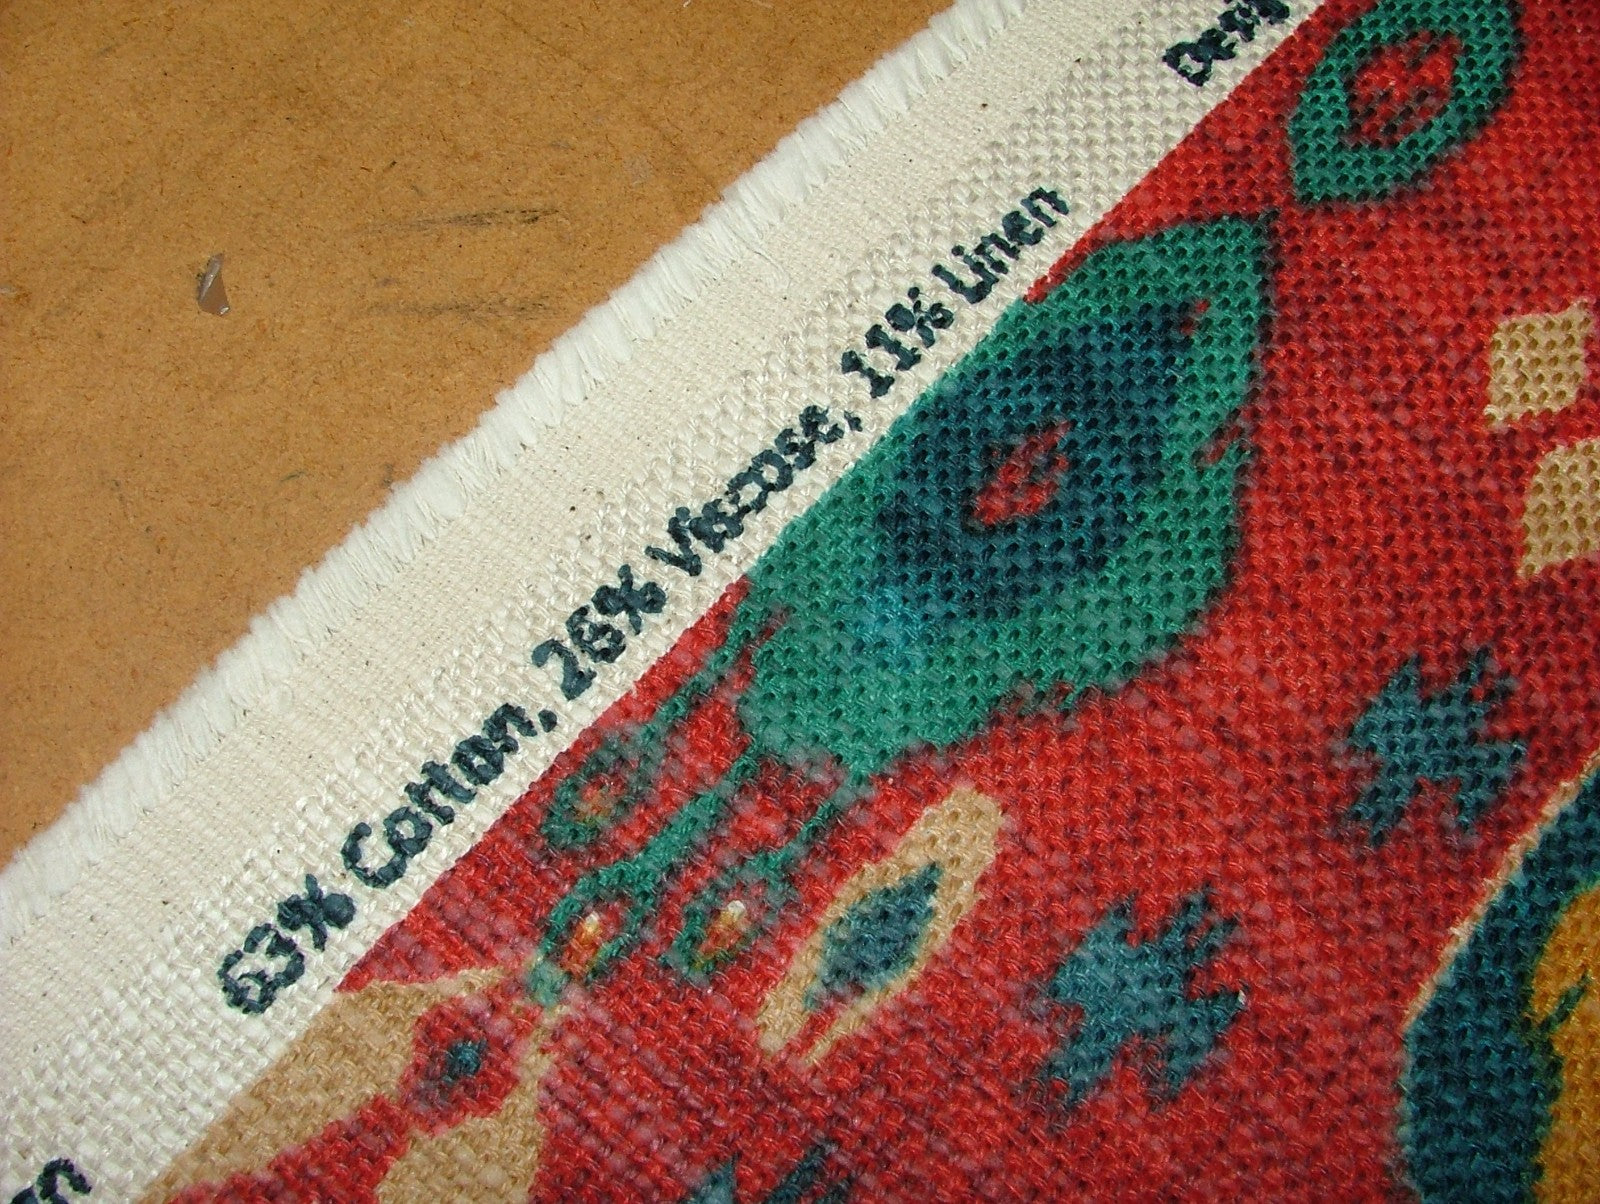 63% Cotton, 26% Viscose, 11% Linen